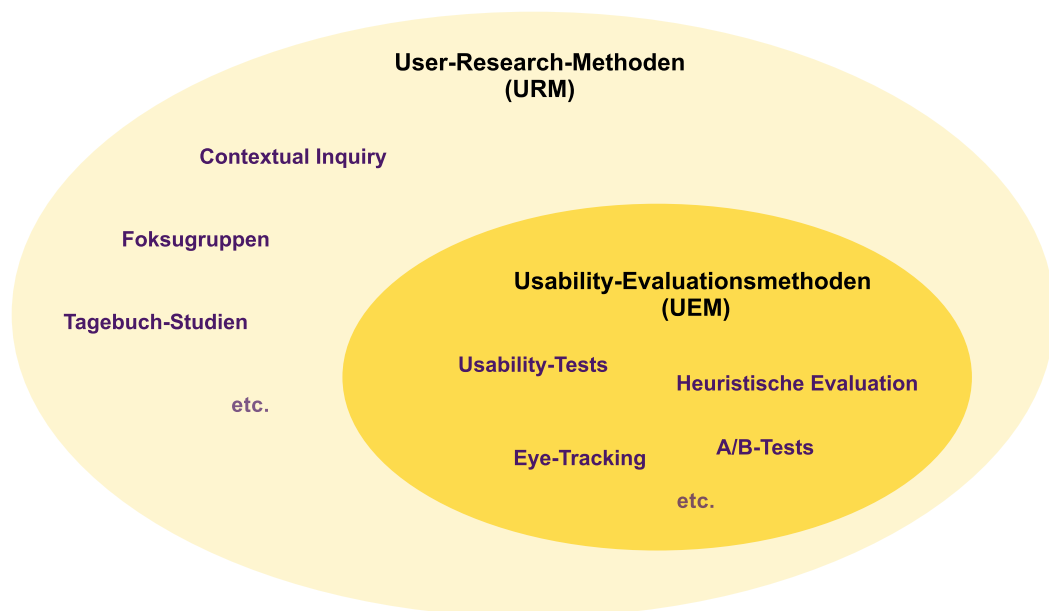 User-Research-Methoden
(URM)
Contextual Inquiry
Foksugruppen
Tagebuch-Studien
etc.
Usability-Evaluationsmethoden
(UEM)
Usability-Tests
Heuristische Evaluation
Eye-Tracking
A/B-Tests
etc.